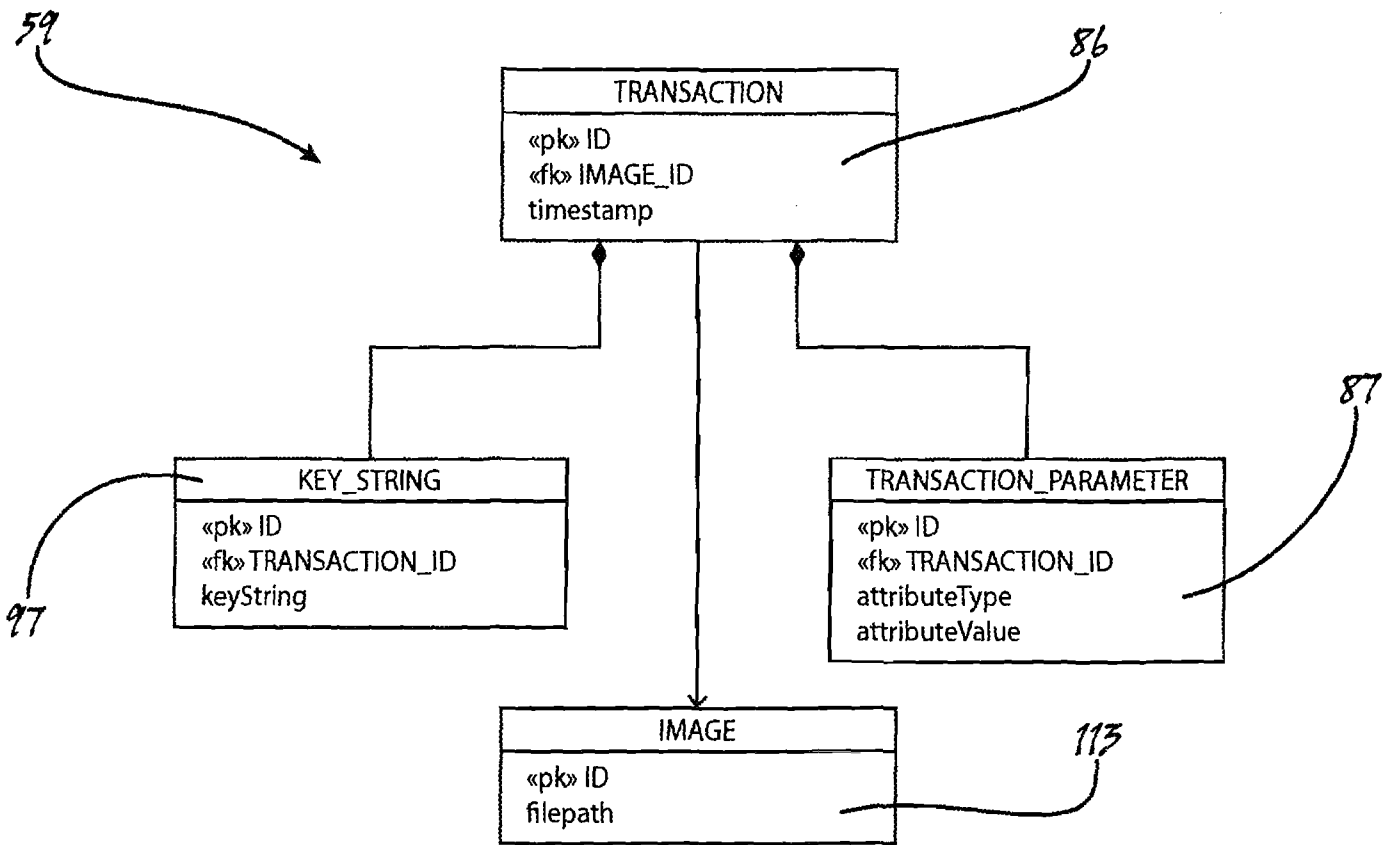 59
86
TRANSACTION
«pk» ID
«fk» IMAGE_ID
timestamp
87
KEY_STRING
«pk» ID
«fk» TRANSACTION_ID
keyString
97
TRANSACTION_PARAMETER
«pk» ID
«fk» TRANSACTION_ID
attributeType
attributeValue
IMAGE
«pk» ID
filepath
113